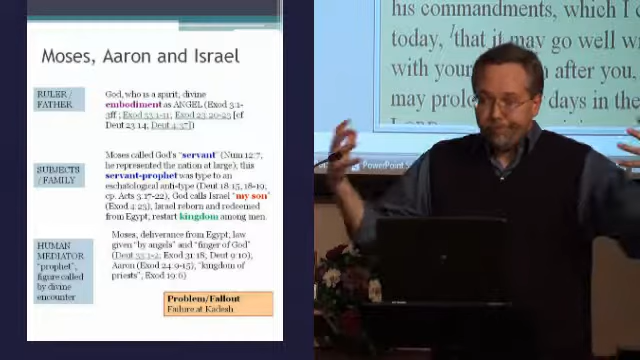 Moses, Aaron and Israel
RULER /
FATHER
God, who is a spirit; divine
embodiment as ANGEL (Exod 3:1-
3ff; Exod 33:1-11; Exod 23:20-23 [cf
Deut 23:14; Deut 4:37])
SUBJECTS
/ FAMILY
Moses called God's "servant" (Num 12:7,
he represented the nation at large); this
servant-prophet was type to an
eschatological anti-type (Deut 18:15, 18-19;
cp. Acts 3:17-22), God calls Israel "my son"
(Exod 4:23); Israel reborn and redeemed
from Egypt; restart kingdom among men.
HUMAN
MEDIATOR
"prophet",
figure called
by divine
encounter
Moses; deliverance from Egypt; law
given "by angels" and "finger of God"
(Deut 33:1-2; Exod 31:18; Deut 9:10);
Aaron (Exod 24:9-15), "kingdom of
priests", Exod 19:6)
Problem/Fallout
Failure at Kadesh
his commandments, which I c
today, that it may go well w
with your after you.
may prolo days in the
PowerPoint